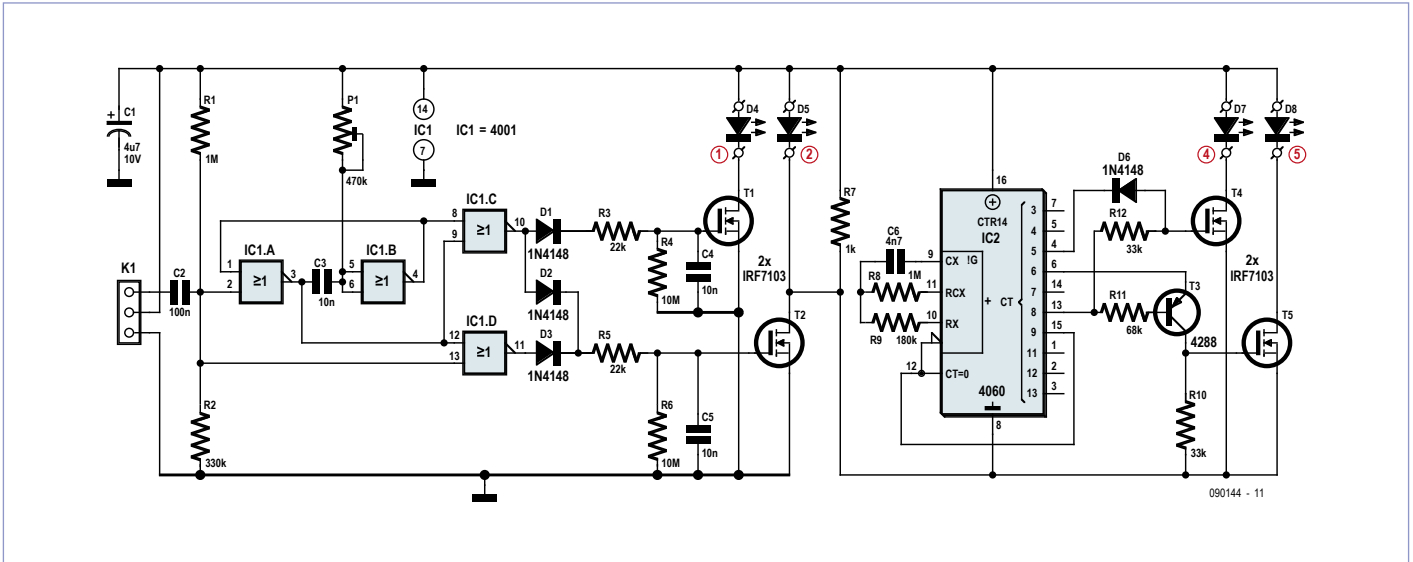 C1
+
4u7
10V
R1
1M
P1
470k
14
IC1
7
IC1 = 4001
K1
C2
100n
R2
330k
IC1.A
1
2
≥1
3
C3
10n
IC1.B
5
6
≥1
4
IC1.C
8
9
≥1
10
IC1.D
12
13
≥1
11
D1
1N4148
D2
1N4148
D3
1N4148
R3
22k
R4
10M
C4
10n
R5
22k
R6
10M
C5
10n
D4
1
D5
2
T1
2x
IRF7103
T2
R7
1k
C6
4n7
R8
1M
R9
180k
16
CTR14
IC2
9
CX
!G
11
RCX
+
CT
10
RX
12
CT=0
4060
8
3
7
4
5
5
4
6
6
7
14
8
13
9
15
11
1
12
2
13
3
D6
1N4148
R12
33k
R11
68k
T3
4288
R10
33k
D7
4
D8
5
T4
2x
IRF7103
T5
090144 - 11